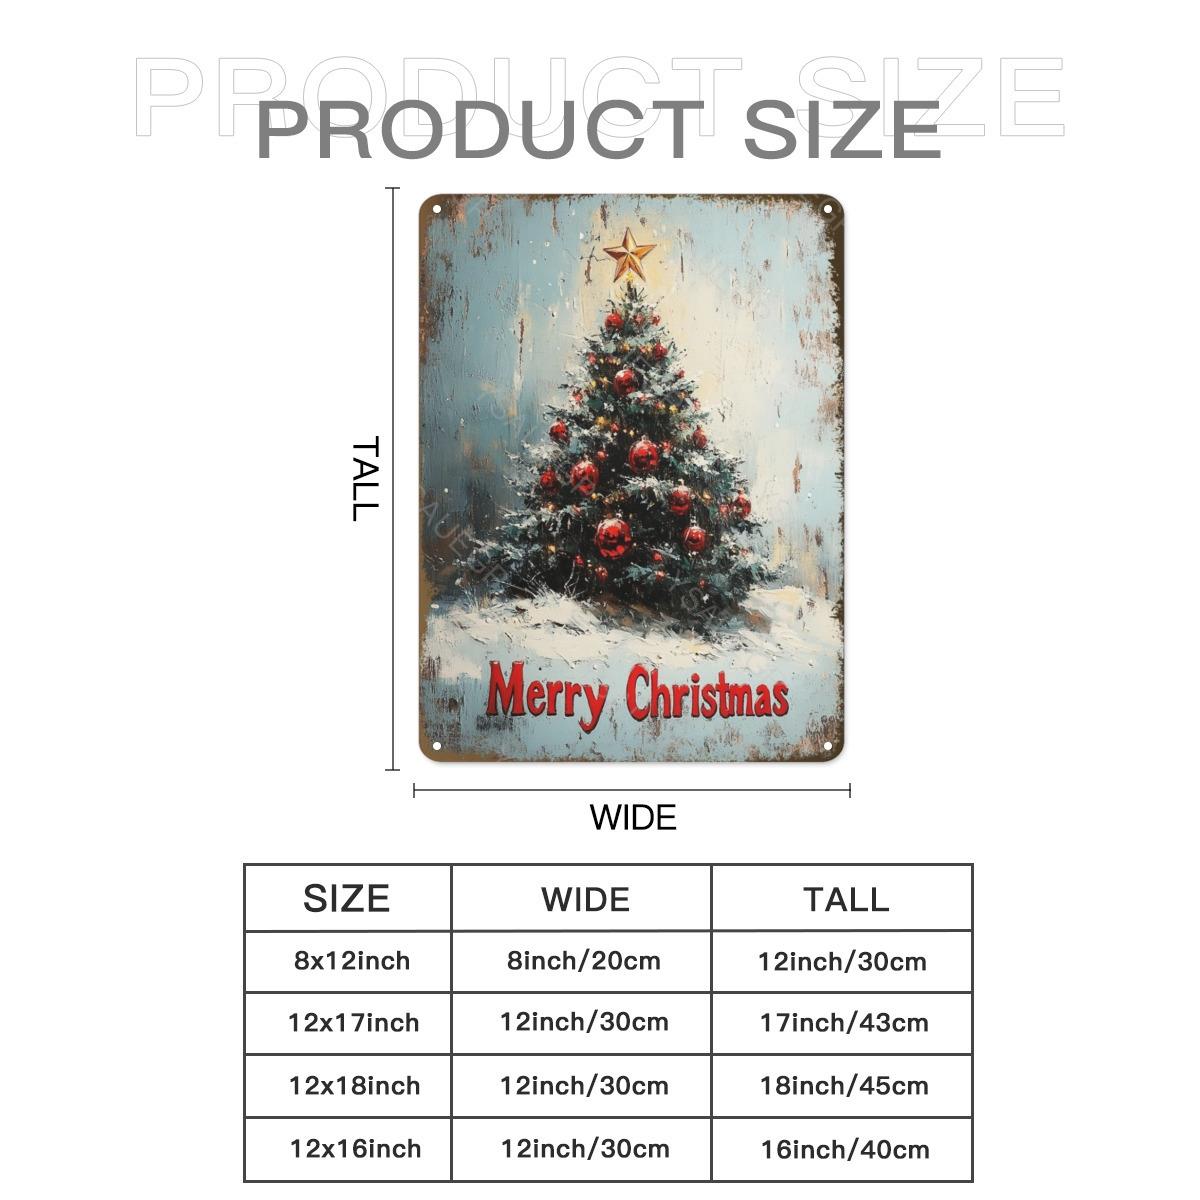 PRODUCT SIZE
PRODUCT SIZE
TALL
Merry Christmas
WIDE
SIZE WIDE TALL
8x12inch 8inch/20cm 12inch/30cm
12x17inch 12inch/30cm 17inch/43cm
12x18inch 12inch/30cm 18inch/45cm
12x16inch 12inch/30cm 16inch/40cm